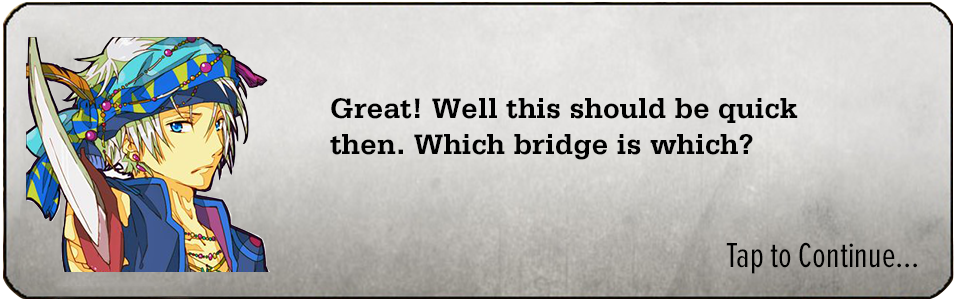 Great! Well this should be quick
then. Which bridge is which?
Tap to Continue...